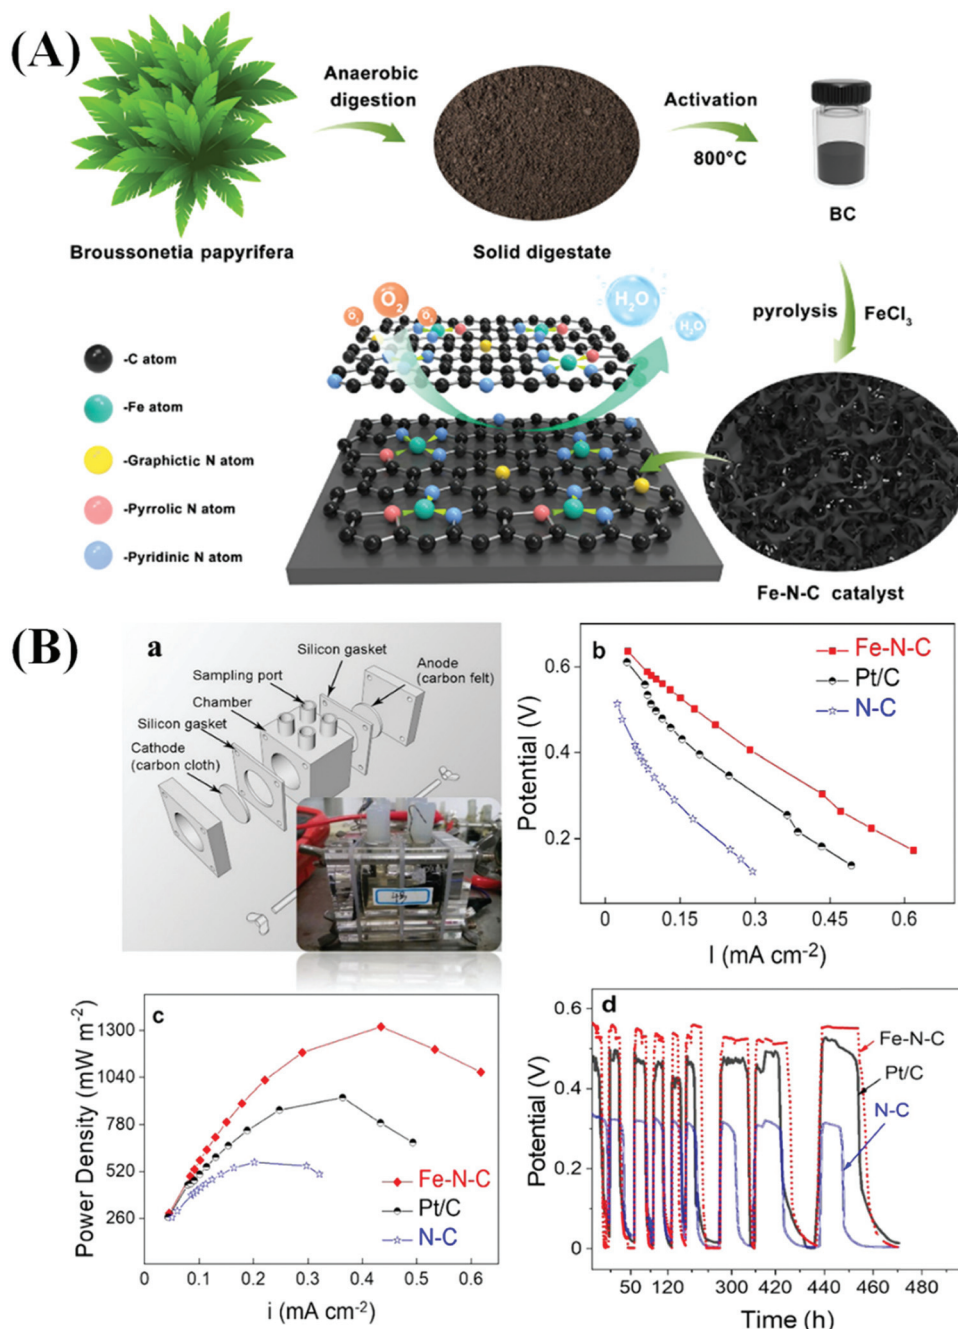 (A)
Anaerobic
digestion
Activation
800°C
BC
Broussonetia papyrifera
Solid digestate
O₂
O₂
O₂
H₂O
H₂O
pyrolysis
FeCl₃
-C atom
-Fe atom
-Graphictic N atom
-Pyrrolic N atom
-Pyridinic N atom
Fe-N-C catalyst
(B)
a
Silicon gasket
Sampling port
Anode
(carbon felt)
Chamber
Silicon gasket
Cathode
(carbon cloth)
b
Fe-N-C
Pt/C
N-C
Potential (V)
0.6
0.4
0.2
0
0.15
0.3
0.45
0.6
I (mA cm⁻²)
c
Power Density (mW m⁻²)
1300
1040
780
520
260
Fe-N-C
Pt/C
N-C
0
0.1
0.2
0.3
0.4
0.5
0.6
i (mA cm⁻²)
d
Potential (V)
0.6
0.4
0.2
0
Fe-N-C
Pt/C
N-C
50
120
300
420
440
460
480
Time (h)